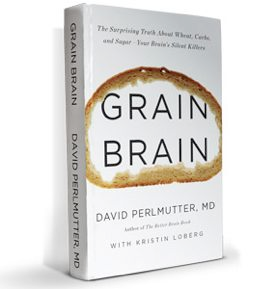 The Surprising Truth About Wheat, Carbs,
and Sugar - Your Brain's Silent Killers
GRAIN
BRAIN
DAVID PERLMUTTER, MD
Author of The Better Brain Book
WITH KRISTIN LOBERG
GRAIN BRAIN
DAVID PERLMUTTER, MD